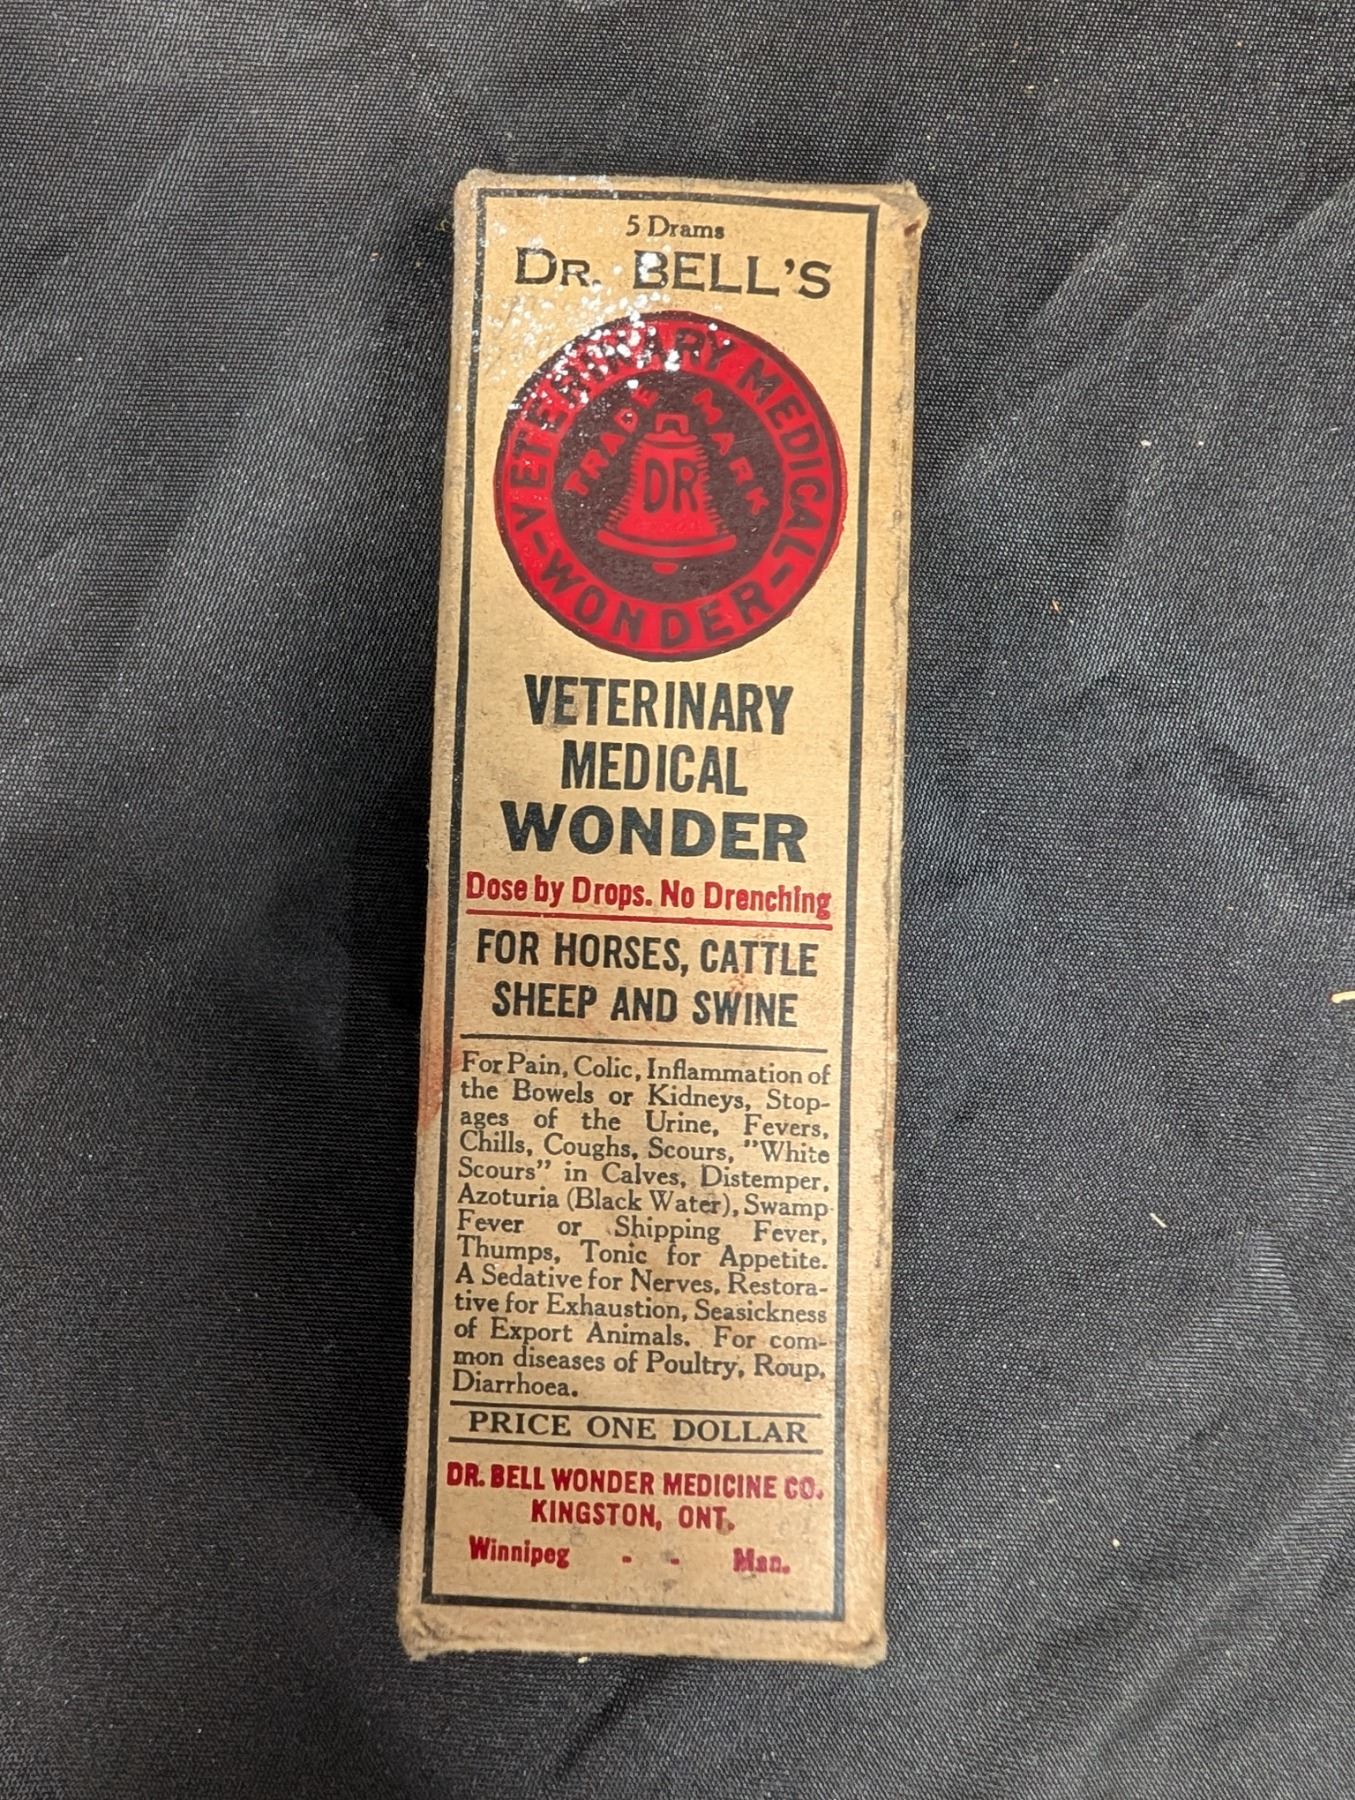 5 Drams
DR. BELL'S
VETERINARY MEDICAL
-WONDER-
TRADE MARK
DR
VETERINARY
MEDICAL
WONDER
Dose by Drops. No Drenching
FOR HORSES, CATTLE
SHEEP AND SWINE
For Pain, Colic, Inflammation of
the Bowels or Kidneys, Stop-
ages of the Urine, Fevers,
Chills, Coughs, Scours, "White
Scours" in Calves, Distemper,
Azoturia (Black Water), Swamp
Fever or Shipping Fever,
Thumps, Tonic for Appetite.
A Sedative for Nerves, Restora-
tive for Exhaustion, Seasickness
of Export Animals. For com-
mon diseases of Poultry, Roup,
Diarrhoea.
PRICE ONE DOLLAR
DR. BELL WONDER MEDICINE CO.
KINGSTON, ONT.
Winnipeg - - Man.